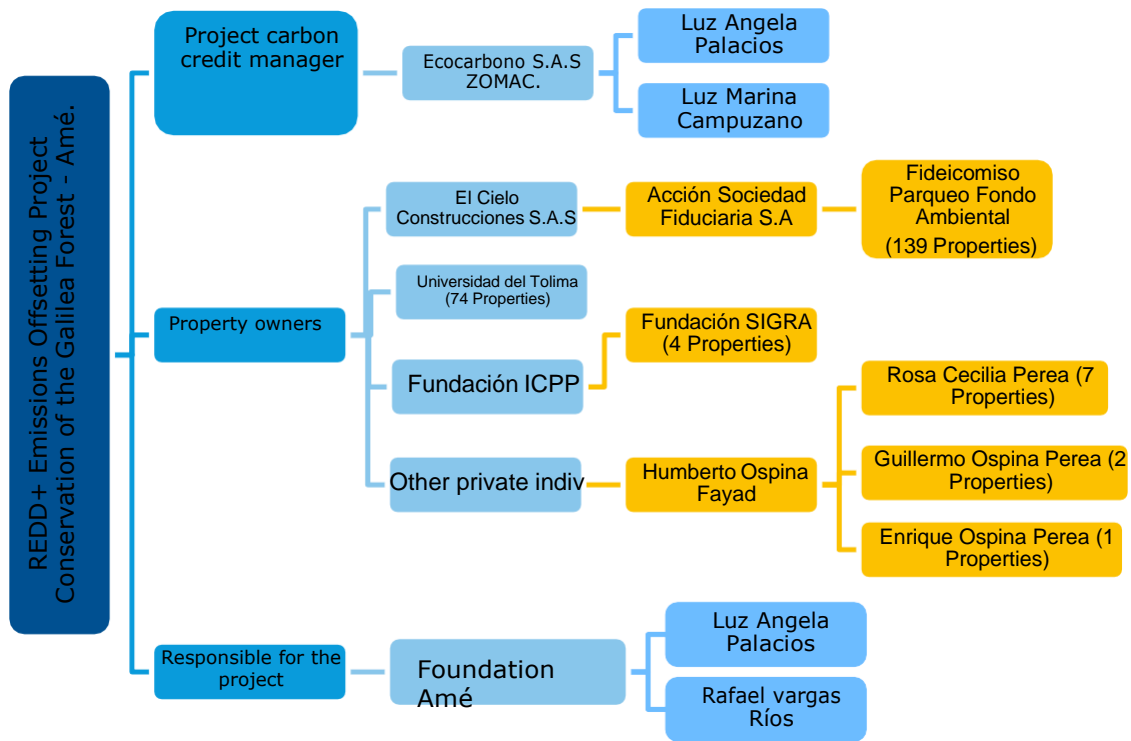 REDD+ Emissions Offsetting Project
Conservation of the Galilea Forest - Amé.
Project carbon
credit manager
Ecocarbono S.A.S
ZOMAC.
Luz Angela
Palacios
Luz Marina
Campuzano
Property owners
El Cielo
Construcciones S.A.S
Acción Sociedad
Fiduciaria S.A
Fideicomiso
Parqueo Fondo
Ambiental
(139 Properties)
Universidad del Tolima
(74 Properties)
Fundación ICPP
Fundación SIGRA
(4 Properties)
Other private indiv
Humberto Ospina
Fayad
Rosa Cecilia Perea (7
Properties)
Guillermo Ospina Perea (2
Properties)
Enrique Ospina Perea (1
Properties)
Responsible for the
project
Foundation
Amé
Luz Angela
Palacios
Rafael vargas
Ríos